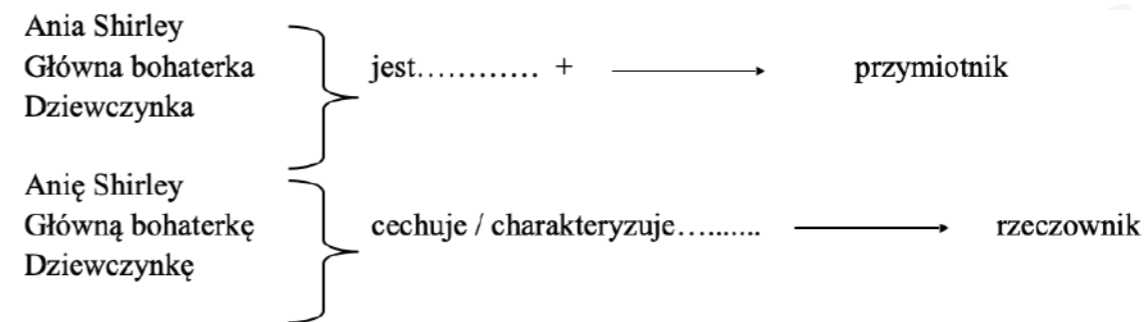 Ania Shirley
Główna bohaterka
Dziewczynka
jest………… +
przymiotnik
Anię Shirley
Główną bohaterkę
Dziewczynkę
cechuje / charakteryzuje….......
rzeczownik